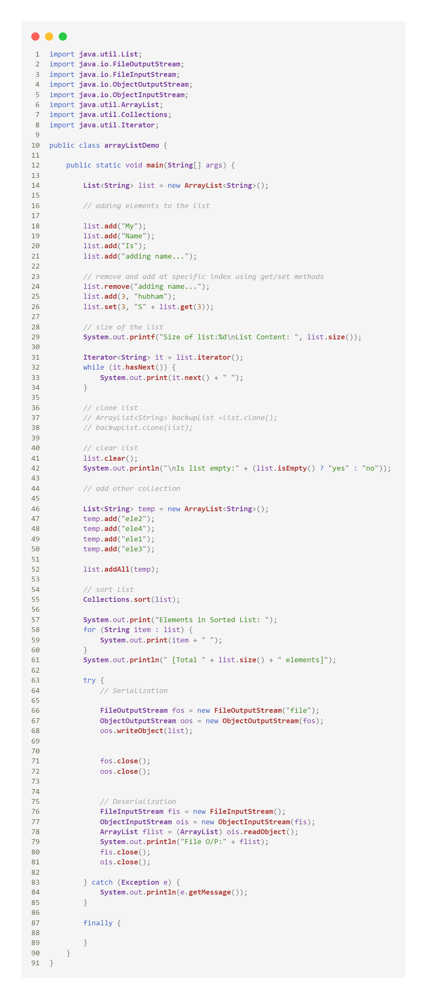 1 import java.util.List;
2 import java.io.FileOutputStream;
3 import java.io.FileInputStream;
4 import java.io.ObjectOutputStream;
5 import java.io.ObjectInputStream;
6 import java.util.ArrayList;
7 import java.util.Collections;
8 import java.util.Iterator;
9
10 public class arrayListDemo {
11
12     public static void main(String[] args) {
13
14         List<String> list = new ArrayList<String>();
15
16         // adding elements to the list
17
18         list.add("My");
19         list.add("Name");
20         list.add("Is");
21         list.add("adding name...");
22
23         // remove and add at specific index using get/set methods
24         list.remove("adding name...");
25         list.add(3, "hubham");
26         list.set(3, "S" + list.get(3));
27
28         // size of the list
29         System.out.printf("Size of list:%d\nList Content: ", list.size());
30
31         Iterator<String> it = list.iterator();
32         while (it.hasNext()) {
33             System.out.print(it.next() + " ");
34         }
35
36         // clone list
37         // ArrayList<String> backupList =list.clone();
38         // backupList.clone(list);
39
40         // clear list
41         list.clear();
42         System.out.println("\nIs list empty:" + (list.isEmpty() ? "yes" : "no"));
43
44         // add other collection
45
46         List<String> temp = new ArrayList<String>();
47         temp.add("ele2");
48         temp.add("ele4");
49         temp.add("ele1");
50         temp.add("ele3");
51
52         list.addAll(temp);
53
54         // sort list
55         Collections.sort(list);
56
57         System.out.print("Elements in Sorted List: ");
58         for (String item : list) {
59             System.out.print(item + " ");
60         }
61         System.out.println(" [Total " + list.size() + " elements]");
62
63         try {
64             // Serialization
65
66             FileOutputStream fos = new FileOutputStream("file");
67             ObjectOutputStream oos = new ObjectOutputStream(fos);
68             oos.writeObject(list);
69
70
71             fos.close();
72             oos.close();
73
74
75             // Deserialization
76             FileInputStream fis = new FileInputStream();
77             ObjectInputStream ois = new ObjectInputStream(fis);
78             ArrayList flist = (ArrayList) ois.readObject();
79             System.out.println("File O/P:" + flist);
80             fis.close();
81             ois.close();
82
83         } catch (Exception e) {
84             System.out.println(e.getMessage());
85         }
86
87         finally {
88
89         }
90     }
91 }